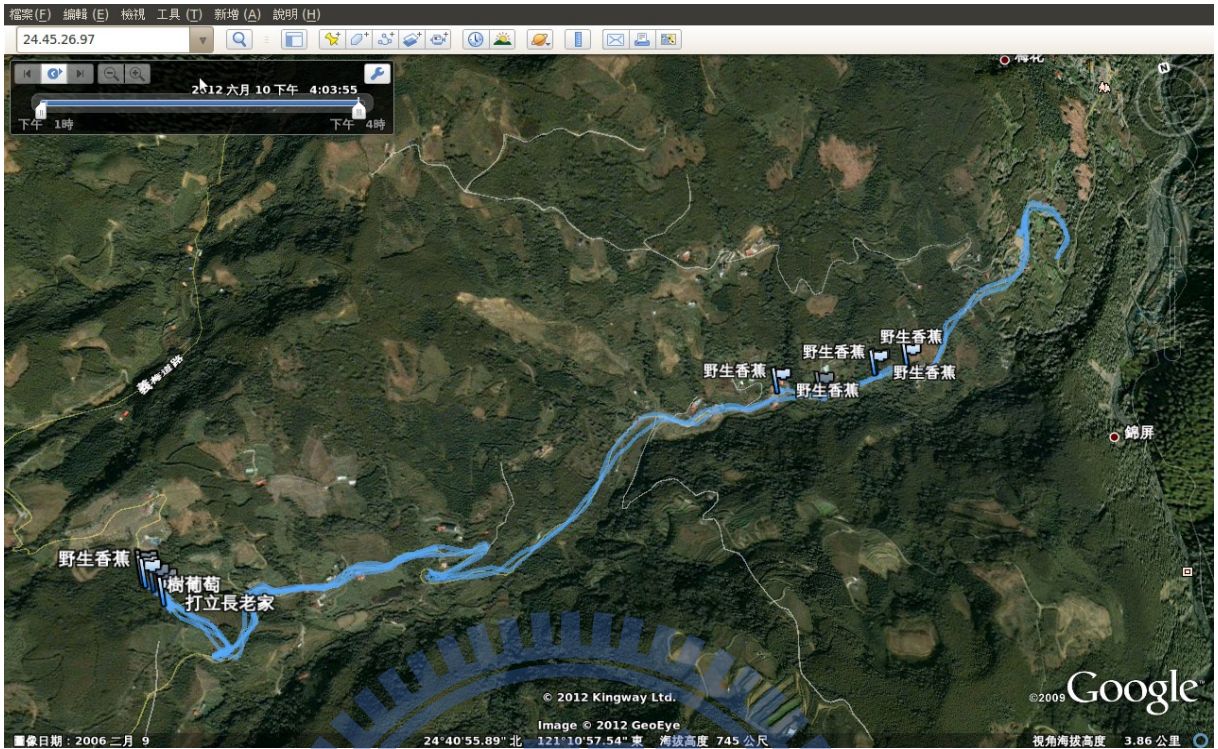 檔案(F) 編輯 (E) 檢視 工具 (T) 新增 (A) 說明 (H)
24.45.26.97
2012 六月 10 下午 4:03:55
下午 1時
下午 4時
梅花
N
義梅道路
野生香蕉
野生香蕉
野生香蕉
野生香蕉
野生香蕉
錦屏
野生香蕉
樹葡萄
打立長老家
© 2012 Kingway Ltd.
©2009 Google
Image © 2012 GeoEye
圖像日期：2006 二月 9
24°40'55.89" 北 121°10'57.54" 東 海拔高度 745 公尺
視角海拔高度 3.86 公里